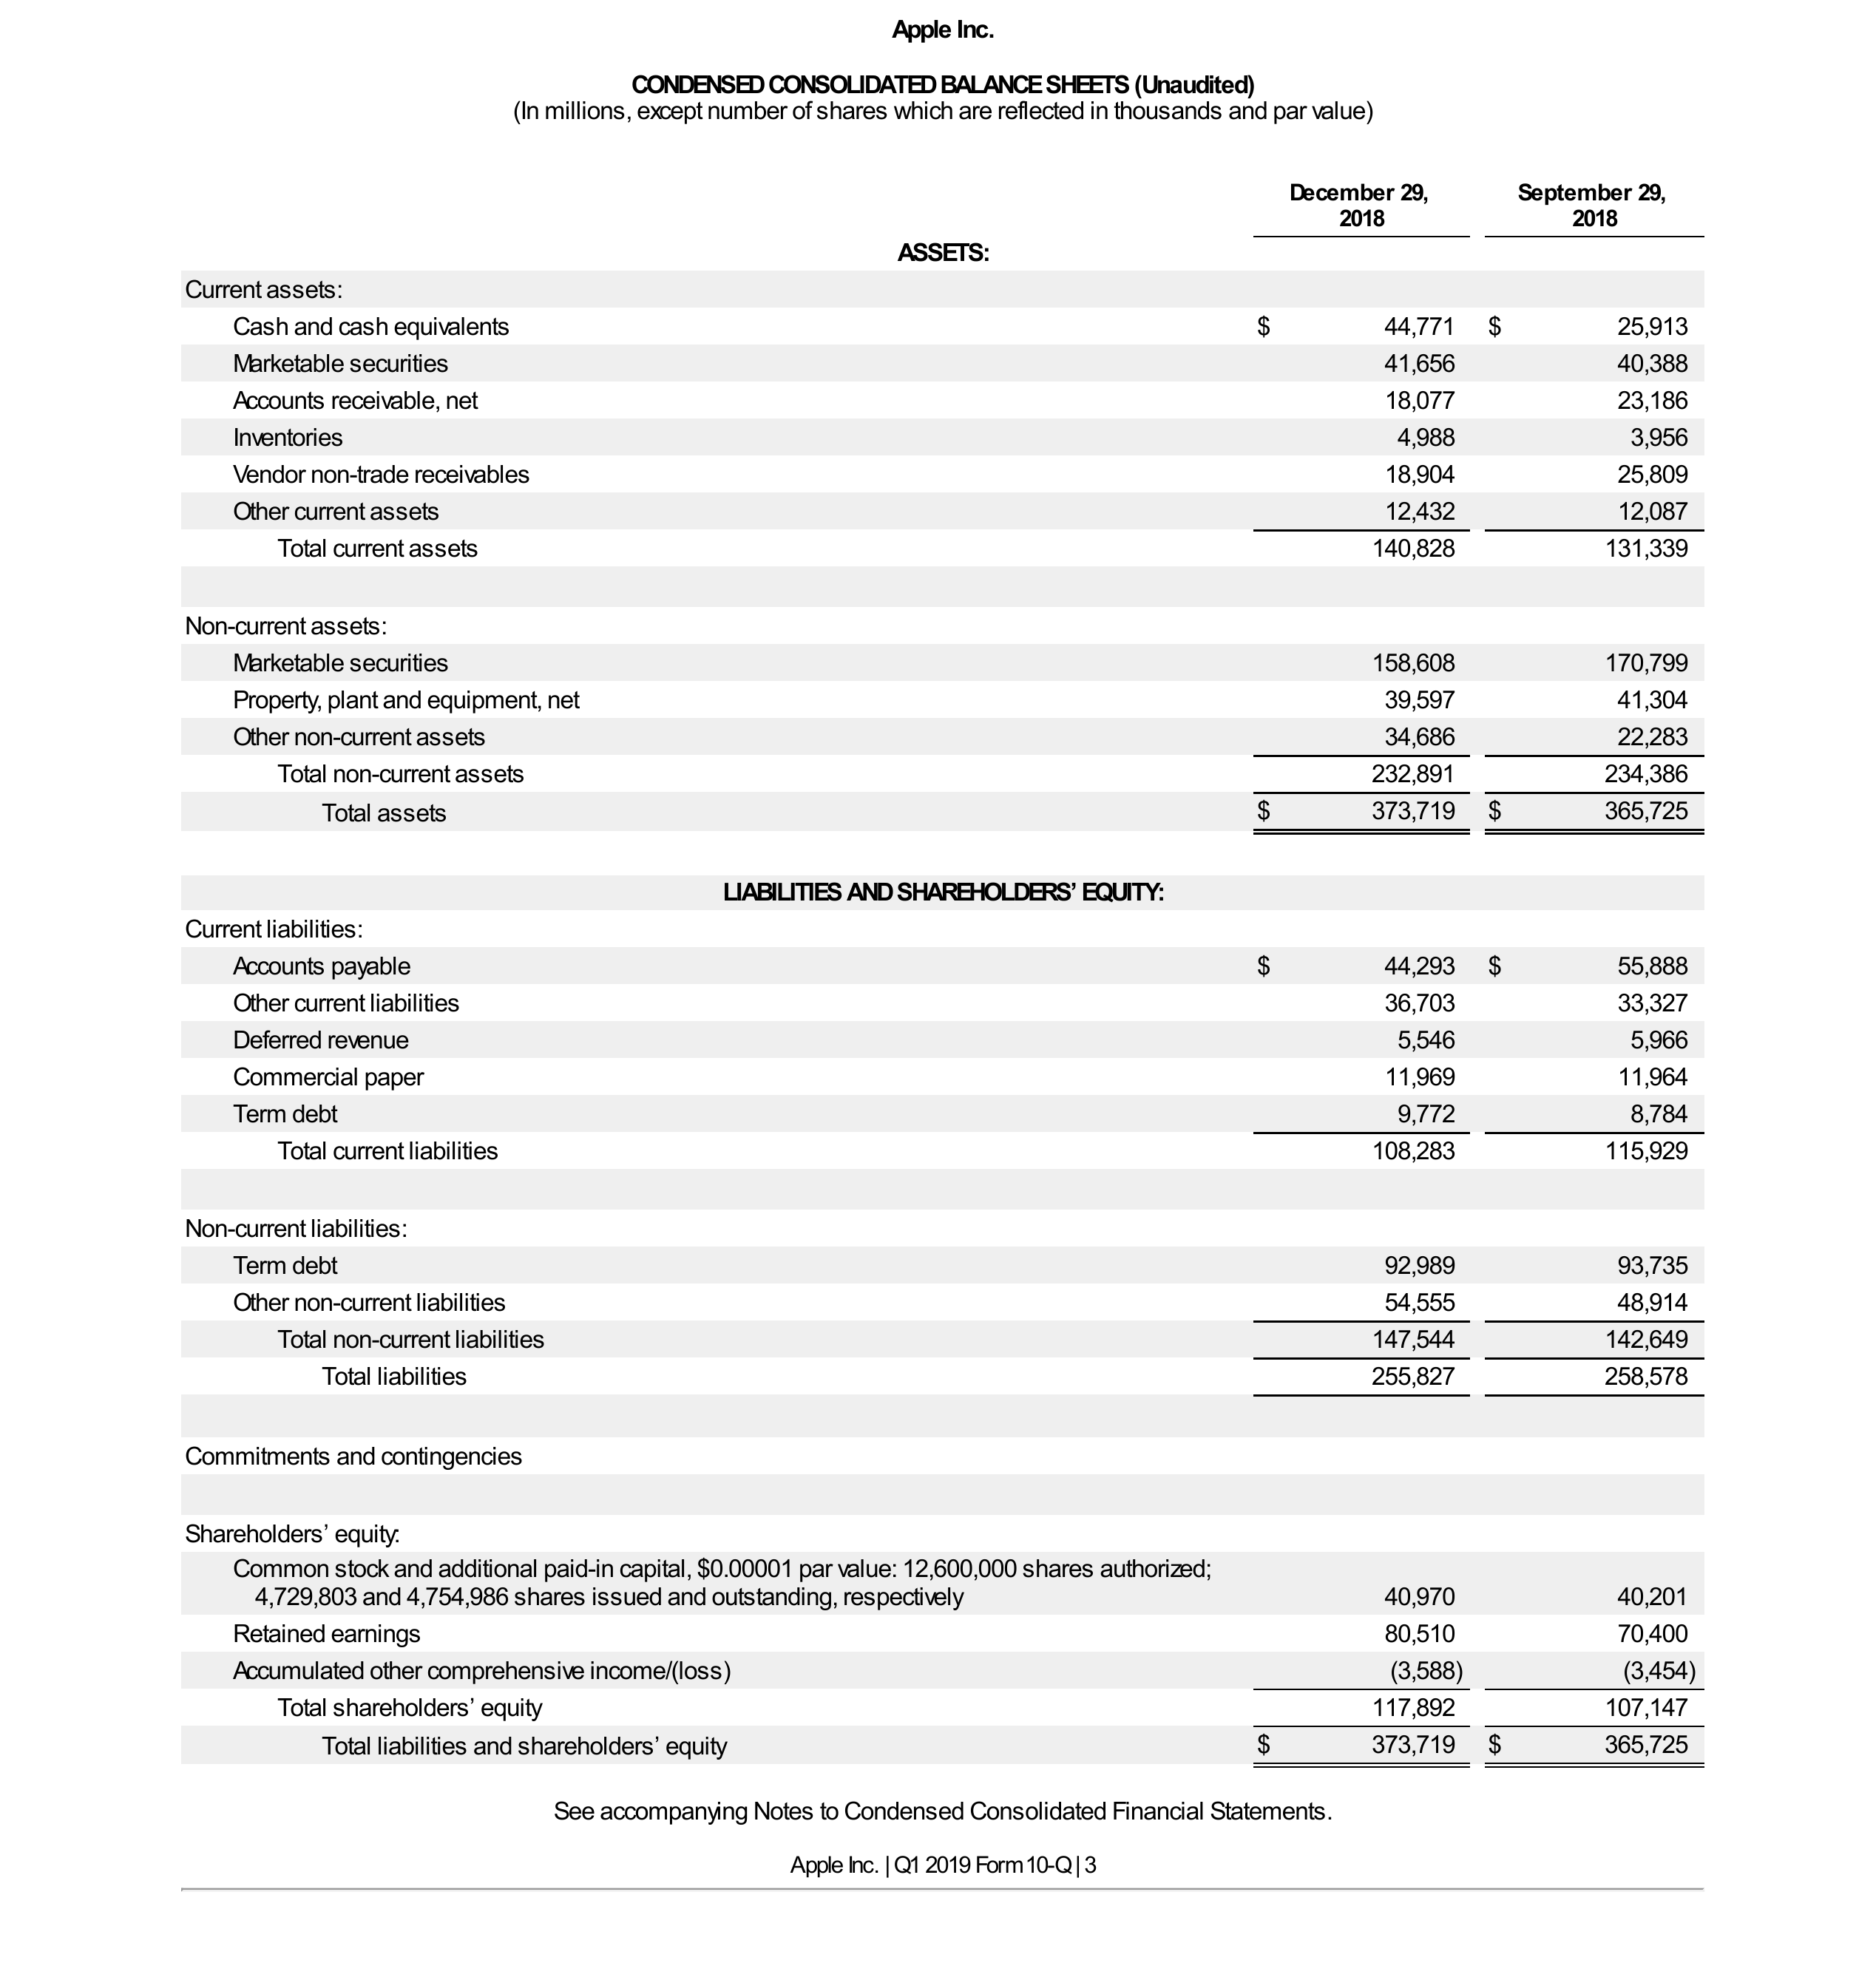 Apple Inc.
CONDENSED CONSOLIDATED BALANCE SHEETS (Unaudited)
(In millions, except number of shares which are reflected in thousands and par value)
December 29, September 29,
2018 2018
ASSETS:
Current assets:
Cash and cash equivalents $ 44,771 $ 25,913
Marketable securities 41,656 40,388
Accounts receivable, net 18,077 23,186
Inventories 4,988 3,956
Vendor non-trade receivables 18,904 25,809
Other current assets 12,432 12,087
Total current assets 140,828 131,339
Non-current assets:
Marketable securities 158,608 170,799
Property, plant and equipment, net 39,597 41,304
Other non-current assets 34,686 22,283
Total non-current assets 232,891 234,386
Total assets $ 373,719 $ 365,725
LIABILITIES AND SHAREHOLDERS’ EQUITY:
Current liabilities:
Accounts payable $ 44,293 $ 55,888
Other current liabilities 36,703 33,327
Deferred revenue 5,546 5,966
Commercial paper 11,969 11,964
Term debt 9,772 8,784
Total current liabilities 108,283 115,929
Non-current liabilities:
Term debt 92,989 93,735
Other non-current liabilities 54,555 48,914
Total non-current liabilities 147,544 142,649
Total liabilities 255,827 258,578
Commitments and contingencies
Shareholders’ equity:
Common stock and additional paid-in capital, $0.00001 par value: 12,600,000 shares authorized;
4,729,803 and 4,754,986 shares issued and outstanding, respectively 40,970 40,201
Retained earnings 80,510 70,400
Accumulated other comprehensive income/(loss) (3,588) (3,454)
Total shareholders’ equity 117,892 107,147
Total liabilities and shareholders’ equity $ 373,719 $ 365,725
See accompanying Notes to Condensed Consolidated Financial Statements.
Apple Inc. | Q1 2019 Form 10-Q | 3